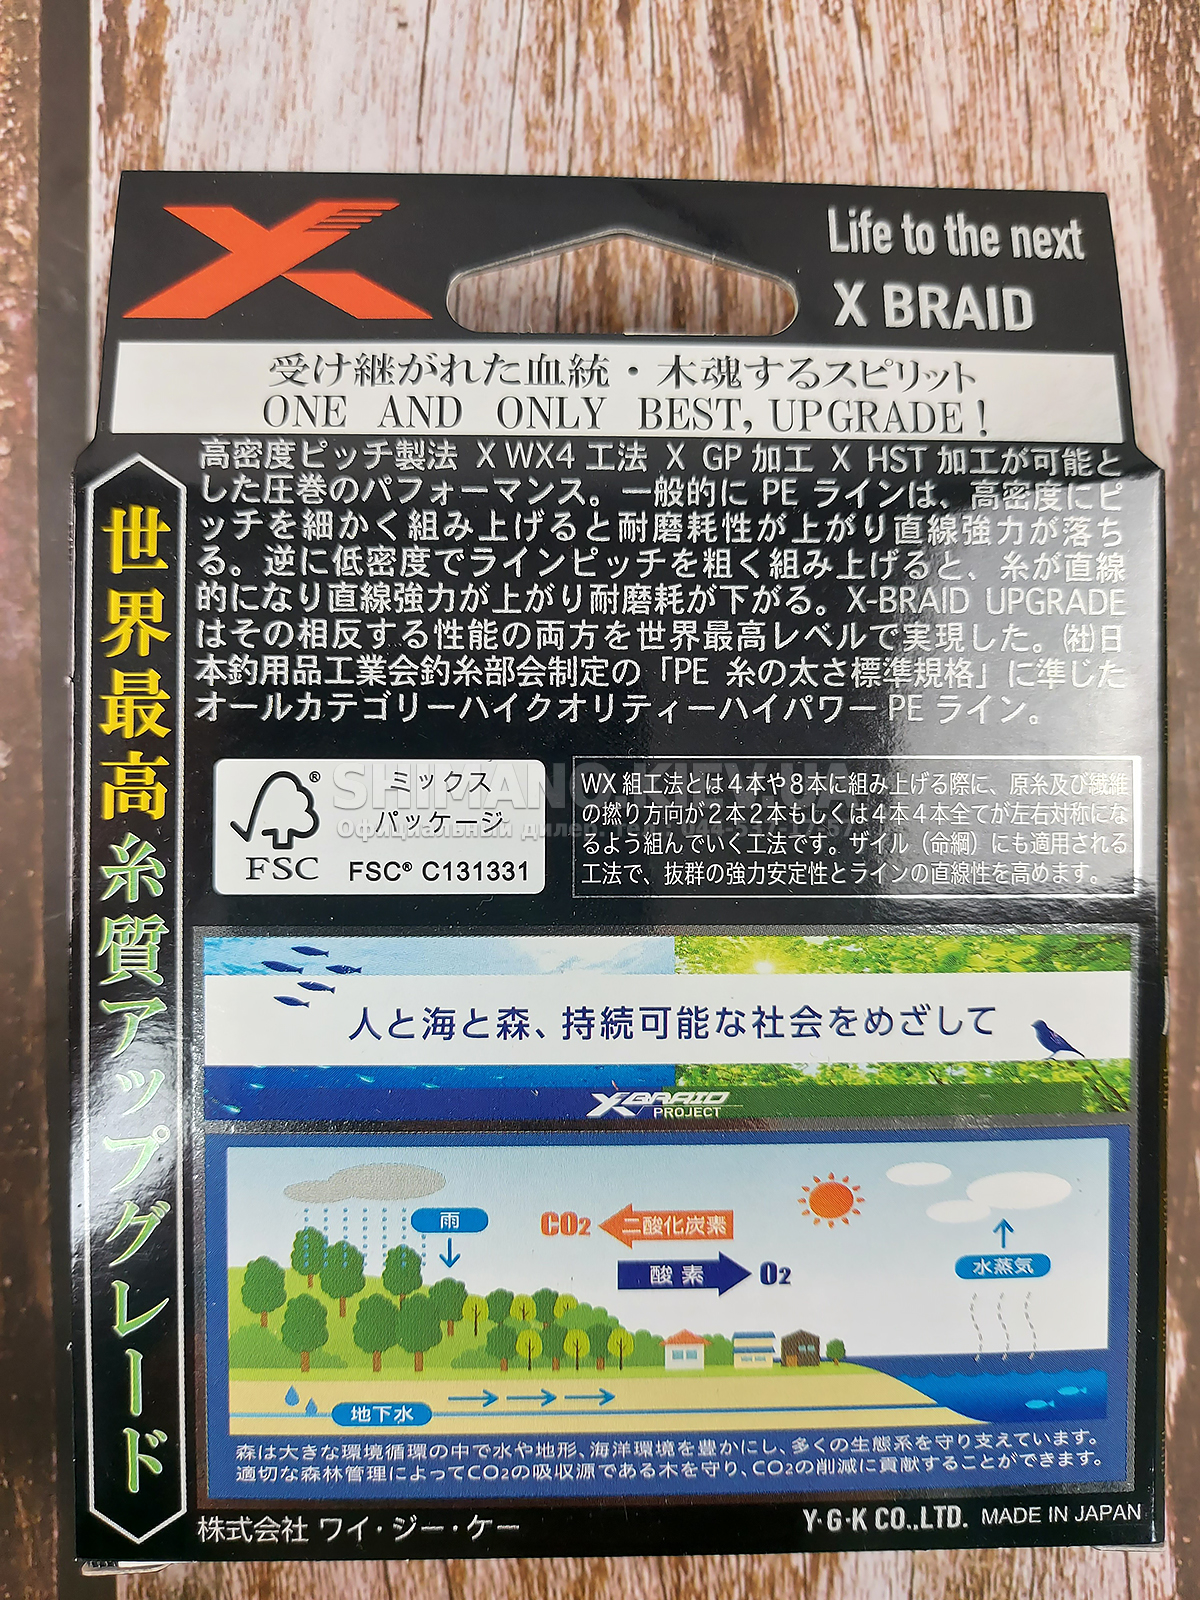 Life to the next
X BRAID
受け継がれた血統・木魂するスピリット
ONE AND ONLY BEST, UPGRADE!
世界最高糸質アップグレード
高密度ピッチ製法 X WX4 工法 X GP 加工 X HST 加工が可能と
した圧巻のパフォーマンス。一般的に PE ラインは、高密度にピ
ッチを細かく組み上げると耐磨耗性が上がり直線強力が落ち
る。逆に低密度でラインピッチを粗く組み上げると、糸が直線
的になり直線強力が上がり耐磨耗が下がる。X-BRAID UPGRADE
はその相反する性能の両方を世界最高レベルで実現した。㈳日
本釣用品工業会釣糸部会制定の「PE 糸の太さ標準規格」に準じた
オールカテゴリーハイクオリティーハイパワー PE ライン。
SHIMANO.KIEV.UA
Официальный дилер. тел.
ミックス
パッケージ
FSC
FSC® C131331
WX 組工法とは4本や8本に組み上げる際に、原糸及び繊維
の撚り方向が2本2本もしくは4本4本全てが左右対称にな
るよう組んでいく工法です。ザイル（命綱）にも適用される
工法で、抜群の強力安定性とラインの直線性を高めます。
人と海と森、持続可能な社会をめざして
X-BRAID
PROJECT
雨
CO2 二酸化炭素
酸素 O2
水蒸気
地下水
森は大きな環境循環の中で水や地形、海洋環境を豊かにし、多くの生態系を守り支えています。
適切な森林管理によってCO2の吸収源である木を守り、CO2の削減に貢献することができます。
株式会社 ワイ・ジー・ケー
Y・G・K CO.,LTD. MADE IN JAPAN